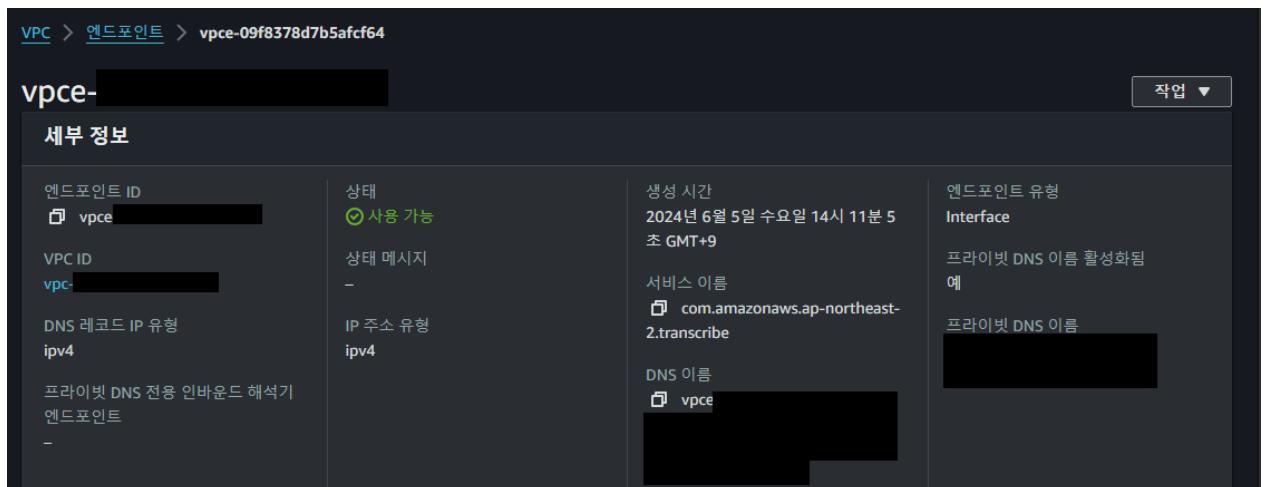 VPC > 엔드포인트 > vpce-09f8378d7b5afcf64
vpce-
작업 ▼
세부 정보
엔드포인트 ID
vpce
VPC ID
vpc-
DNS 레코드 IP 유형
ipv4
프라이빗 DNS 전용 인바운드 해석기
엔드포인트
–
상태
사용 가능
상태 메시지
–
IP 주소 유형
ipv4
생성 시간
2024년 6월 5일 수요일 14시 11분 5
초 GMT+9
서비스 이름
com.amazonaws.ap-northeast-
2.transcribe
DNS 이름
vpce
엔드포인트 유형
Interface
프라이빗 DNS 이름 활성화됨
예
프라이빗 DNS 이름